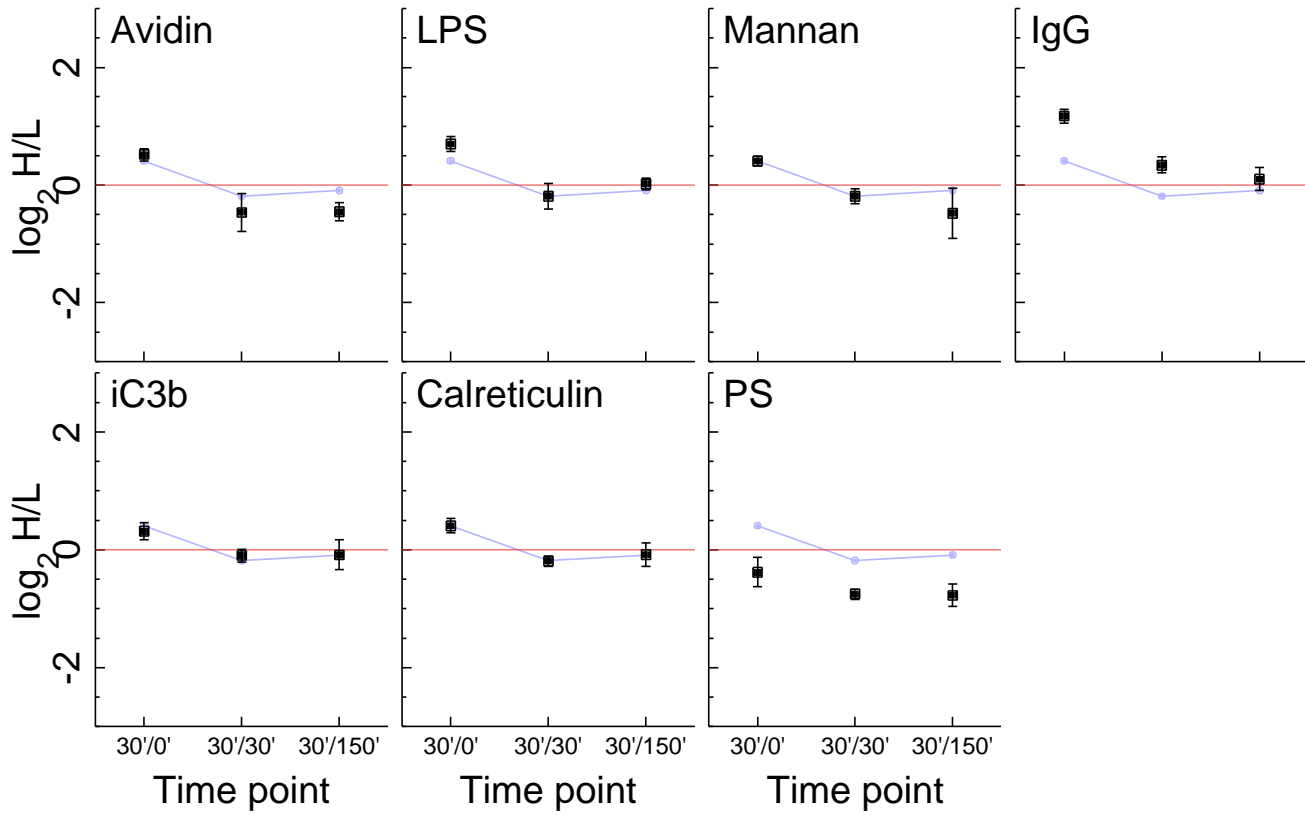 Avidin
LPS
Mannan
IgG
2
0
-2
log2 H/L
iC3b
Calreticulin
PS
2
0
-2
log2 H/L
30'/0' 30'/30' 30'/150'
30'/0' 30'/30' 30'/150'
30'/0' 30'/30' 30'/150'
Time point
Time point
Time point